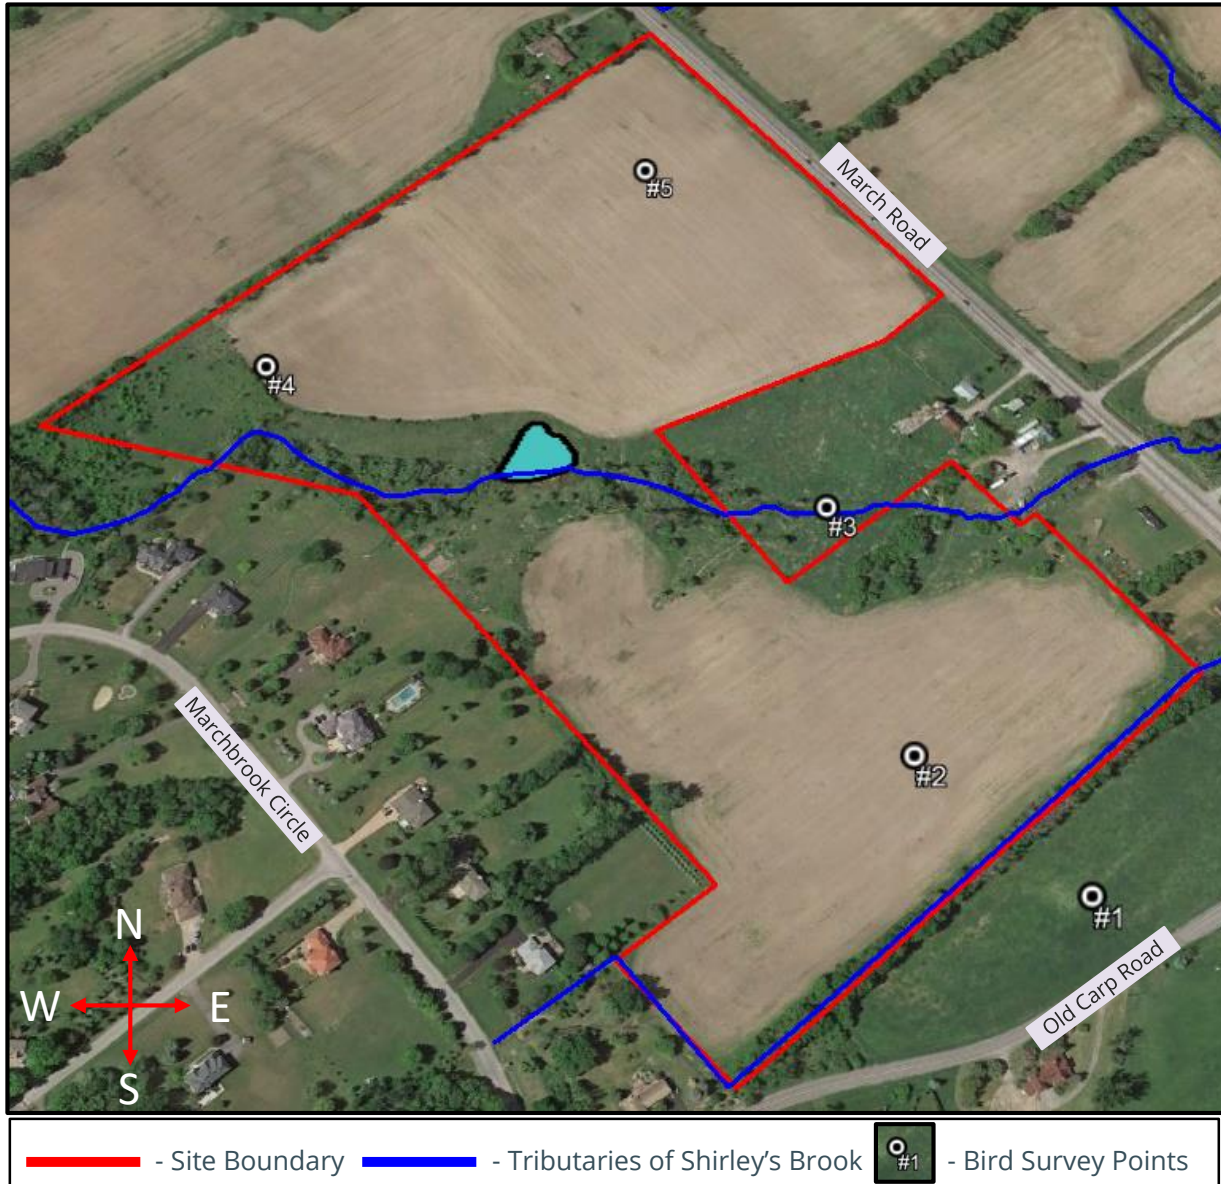 #5
March Road
#4
#3
Marchbrook Circle
#2
#1
N
W E
S
Old Carp Road
- Site Boundary - Tributaries of Shirley's Brook #1 - Bird Survey Points